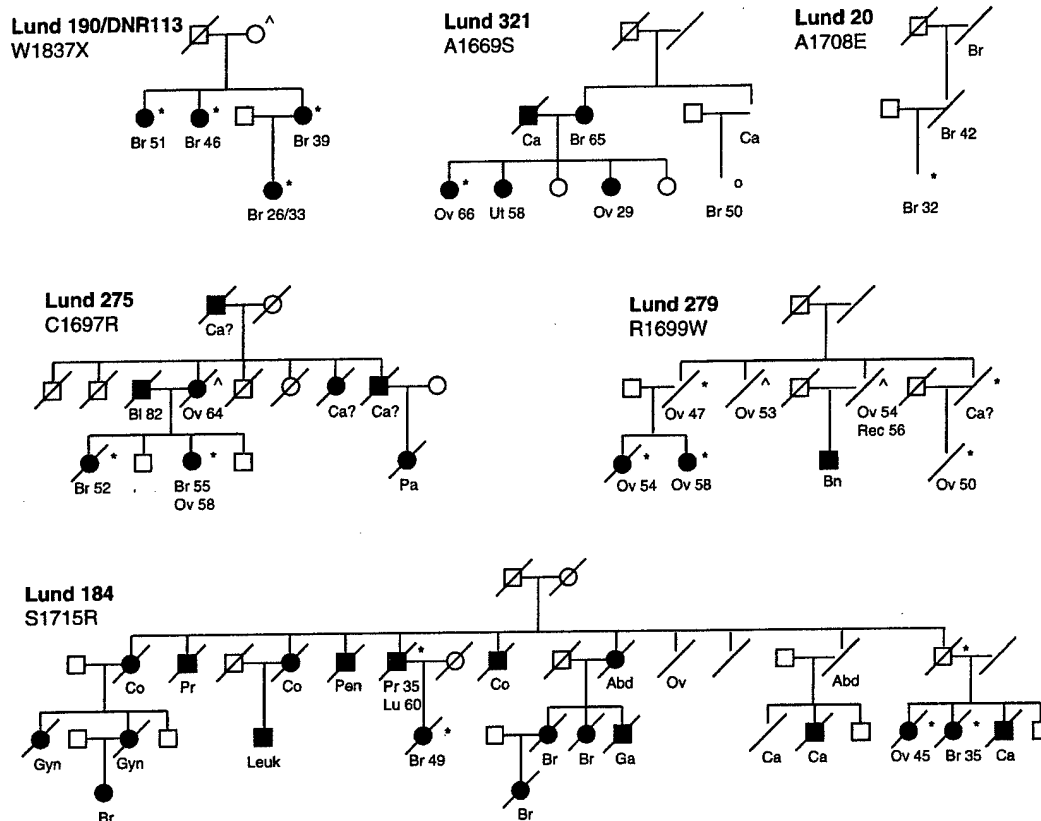 Lund 190/DNR113
W1837X
^
* * *
Br 51 Br 46 Br 39
*
Br 26/33
Lund 321
A1669S
Ca Br 65 Ca
*
Ov 66 Ut 58 Ov 29 Br 50
Lund 20
A1708E
Br
Br 42
*
Br 32
Lund 275
C1697R
Ca?
^
Bl 82 Ov 64 Ca? Ca?
* *
Br 52 Br 55 Pa
Ov 58
Lund 279
R1699W
* ^ ^ *
Ov 47 Ov 53 Ov 54 Ca?
Rec 56
* * *
Ov 54 Ov 58 Bn Ov 50
Lund 184
S1715R
* *
Co Pr Co Pen Pr 35 Co Abd Ov Abd
Lu 60
* * *
Gyn Gyn Leuk Br 49 Br Br Ga Ca Ca Ov 45 Br 35 Ca
Br Br